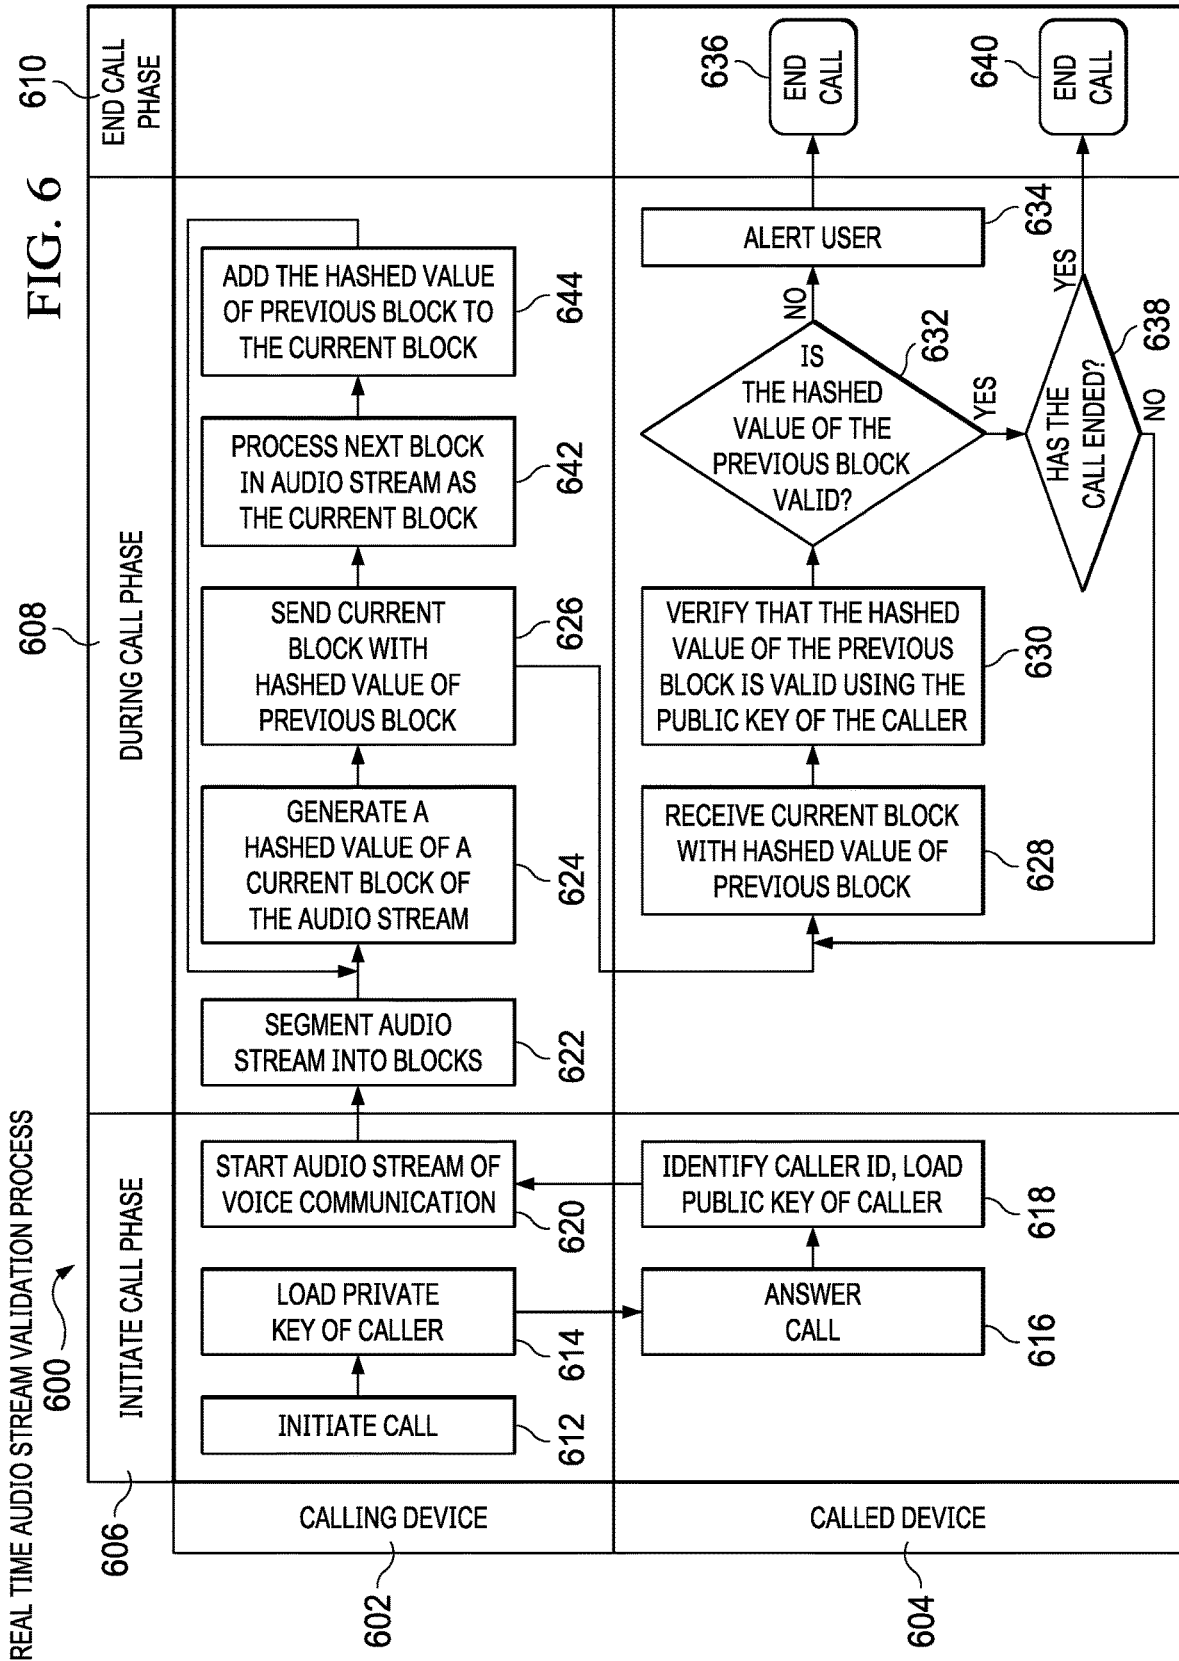 REAL TIME AUDIO STREAM VALIDATION PROCESS
FIG. 6
600
606
INITIATE CALL PHASE
608
DURING CALL PHASE
610
END CALL
PHASE
CALLING DEVICE
602
INITIATE CALL
612
LOAD PRIVATE
KEY OF CALLER
614
START AUDIO STREAM OF
VOICE COMMUNICATION
620
SEGMENT AUDIO
STREAM INTO BLOCKS
622
GENERATE A
HASHED VALUE OF A
CURRENT BLOCK OF
THE AUDIO STREAM
624
SEND CURRENT
BLOCK WITH
HASHED VALUE OF
PREVIOUS BLOCK
626
PROCESS NEXT BLOCK
IN AUDIO STREAM AS
THE CURRENT BLOCK
642
ADD THE HASHED VALUE
OF PREVIOUS BLOCK TO
THE CURRENT BLOCK
644
CALLED DEVICE
604
ANSWER
CALL
616
IDENTIFY CALLER ID, LOAD
PUBLIC KEY OF CALLER
618
RECEIVE CURRENT BLOCK
WITH HASHED VALUE OF
PREVIOUS BLOCK
628
VERIFY THAT THE HASHED
VALUE OF THE PREVIOUS
BLOCK IS VALID USING THE
PUBLIC KEY OF THE CALLER
630
IS
THE HASHED
VALUE OF THE
PREVIOUS BLOCK
VALID?
632
NO
YES
ALERT USER
634
END
CALL
636
HAS THE
CALL ENDED?
638
YES
NO
END
CALL
640